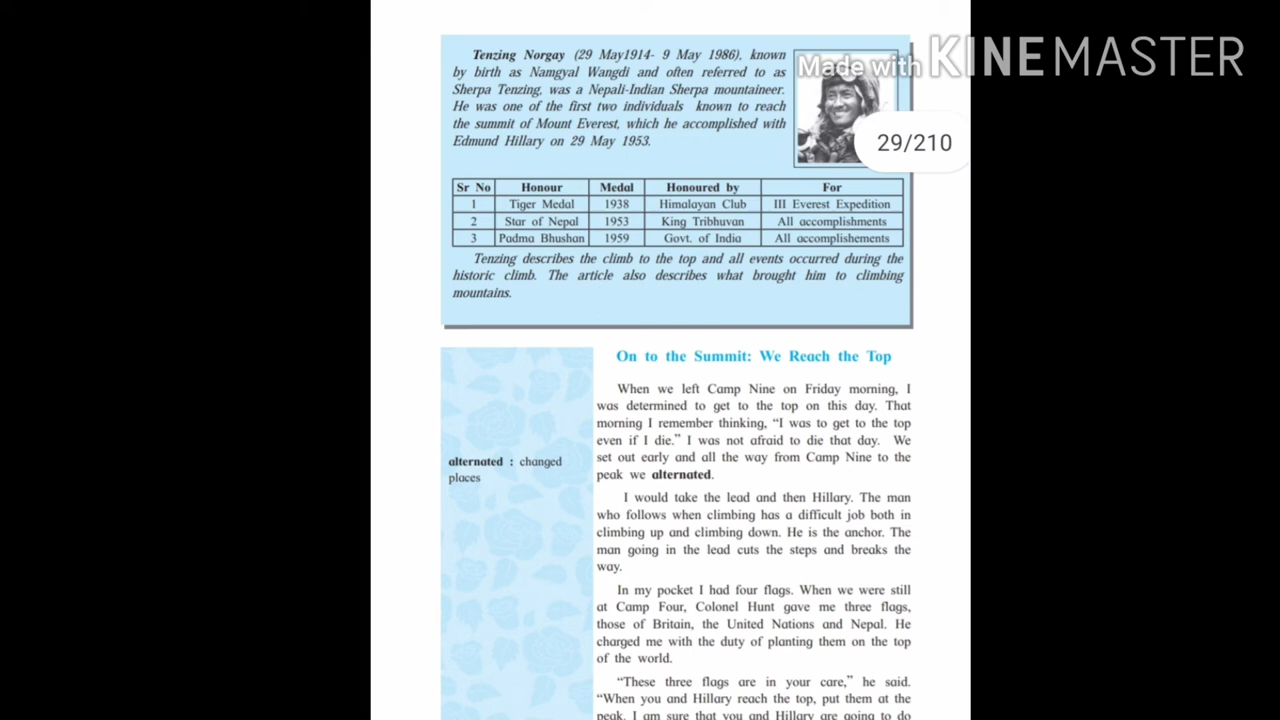 Made with KINEMASTER
29/210
Tenzing Norgay (29 May1914- 9 May 1986), known
by birth as Namgyal Wangdi and often referred to as
Sherpa Tenzing, was a Nepali-Indian Sherpa mountaineer.
He was one of the first two individuals known to reach
the summit of Mount Everest, which he accomplished with
Edmund Hillary on 29 May 1953.
Sr No Honour Medal Honoured by For
1 Tiger Medal 1938 Himalayan Club III Everest Expedition
2 Star of Nepal 1953 King Tribhuvan All accomplishments
3 Padma Bhushan 1959 Govt. of India All accomplishements
Tenzing describes the climb to the top and all events occurred during the
historic climb. The article also describes what brought him to climbing
mountains.
On to the Summit: We Reach the Top
When we left Camp Nine on Friday morning, I
was determined to get to the top on this day. That
morning I remember thinking, “I was to get to the top
even if I die.” I was not afraid to die that day. We
set out early and all the way from Camp Nine to the
peak we alternated.
alternated : changed
places
I would take the lead and then Hillary. The man
who follows when climbing has a difficult job both in
climbing up and climbing down. He is the anchor. The
man going in the lead cuts the steps and breaks the
way.
In my pocket I had four flags. When we were still
at Camp Four, Colonel Hunt gave me three flags,
those of Britain, the United Nations and Nepal. He
charged me with the duty of planting them on the top
of the world.
“These three flags are in your care,” he said.
“When you and Hillary reach the top, put them at the
peak. I am sure that you and Hillary are going to do